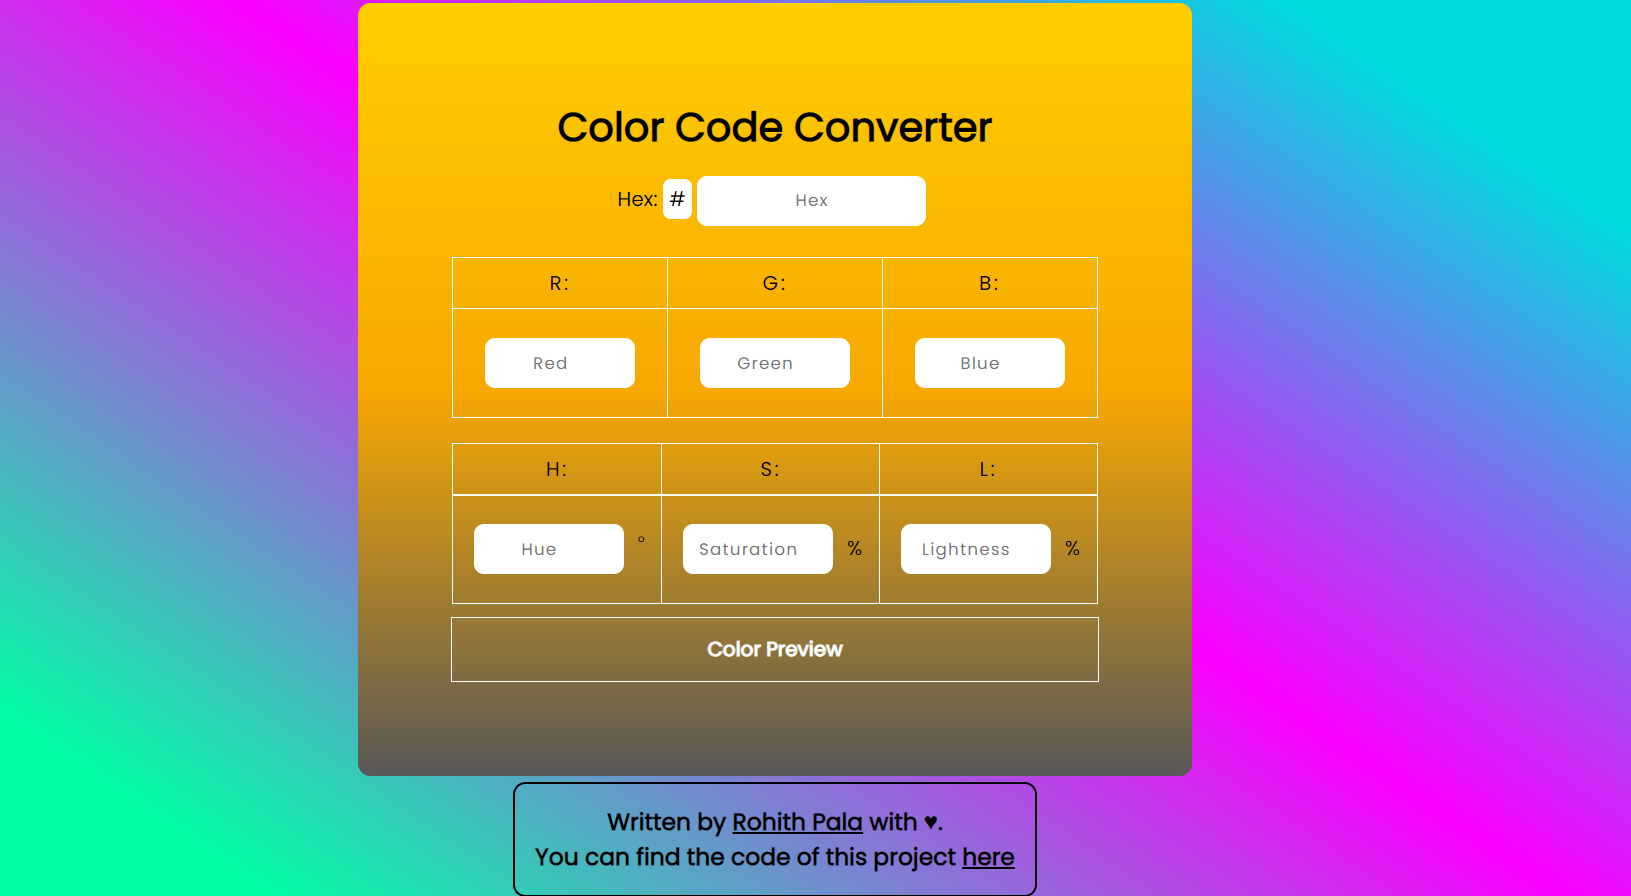 Color Code Converter
Hex: # Hex
R: G: B:
Red Green Blue
H: S: L:
Hue ° Saturation % Lightness %
Color Preview
Written by Rohith Pala with ♥.
You can find the code of this project here